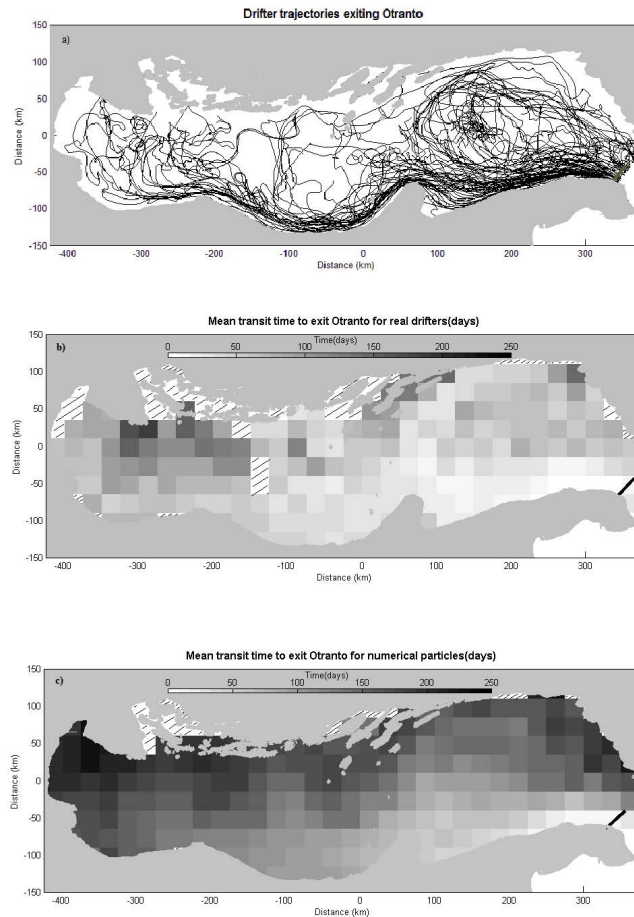 Drifter trajectories exiting Otranto
a)
150
100
50
0
-50
-100
-150
Distance (km)
-400 -300 -200 -100 0 100 200 300
Distance (km)
Mean transit time to exit Otranto for real drifters(days)
b)
Time(days)
0 50 100 150 200 250
150
100
50
0
-50
-100
-150
Distance (km)
-400 -300 -200 -100 0 100 200 300
Distance (km)
Mean transit time to exit Otranto for numerical particles(days)
c)
Time(days)
0 50 100 150 200 250
150
100
50
0
-50
-100
-150
Distance (km)
-400 -300 -200 -100 0 100 200 300
Distance (km)